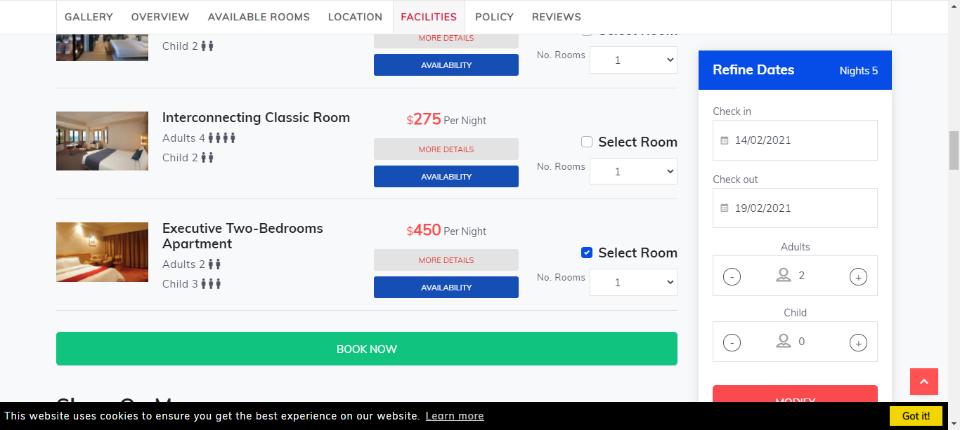 GALLERY OVERVIEW AVAILABLE ROOMS LOCATION FACILITIES POLICY REVIEWS
Child 2
MORE DETAILS
AVAILABILITY
Select Room
No. Rooms 1
Interconnecting Classic Room
Adults 4
Child 2
$275 Per Night
MORE DETAILS
AVAILABILITY
Select Room
No. Rooms 1
Executive Two-Bedrooms
Apartment
Adults 2
Child 3
$450 Per Night
MORE DETAILS
AVAILABILITY
Select Room
No. Rooms 1
BOOK NOW
Refine Dates Nights 5
Check in
14/02/2021
Check out
19/02/2021
Adults
- 2 +
Child
- 0 +
MODIFY
This website uses cookies to ensure you get the best experience on our website. Learn more
Got it!